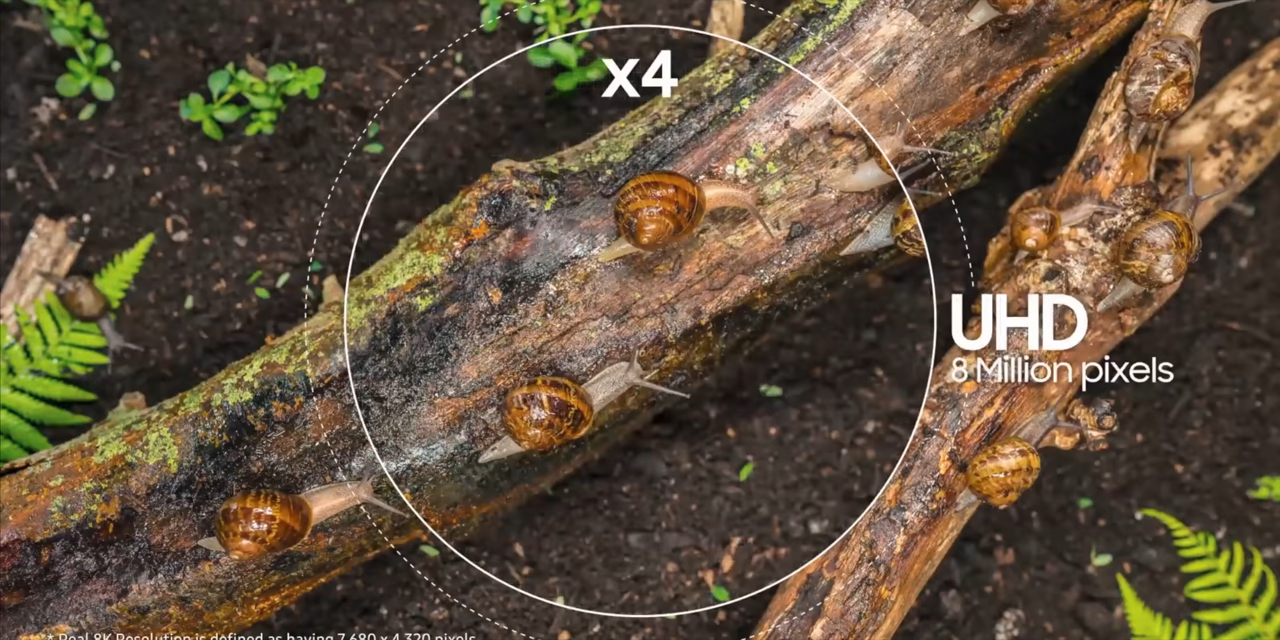 x4
UHD
8 Million pixels
* Real 8K Resolution is defined as having 7,680 x 4,320 pixels